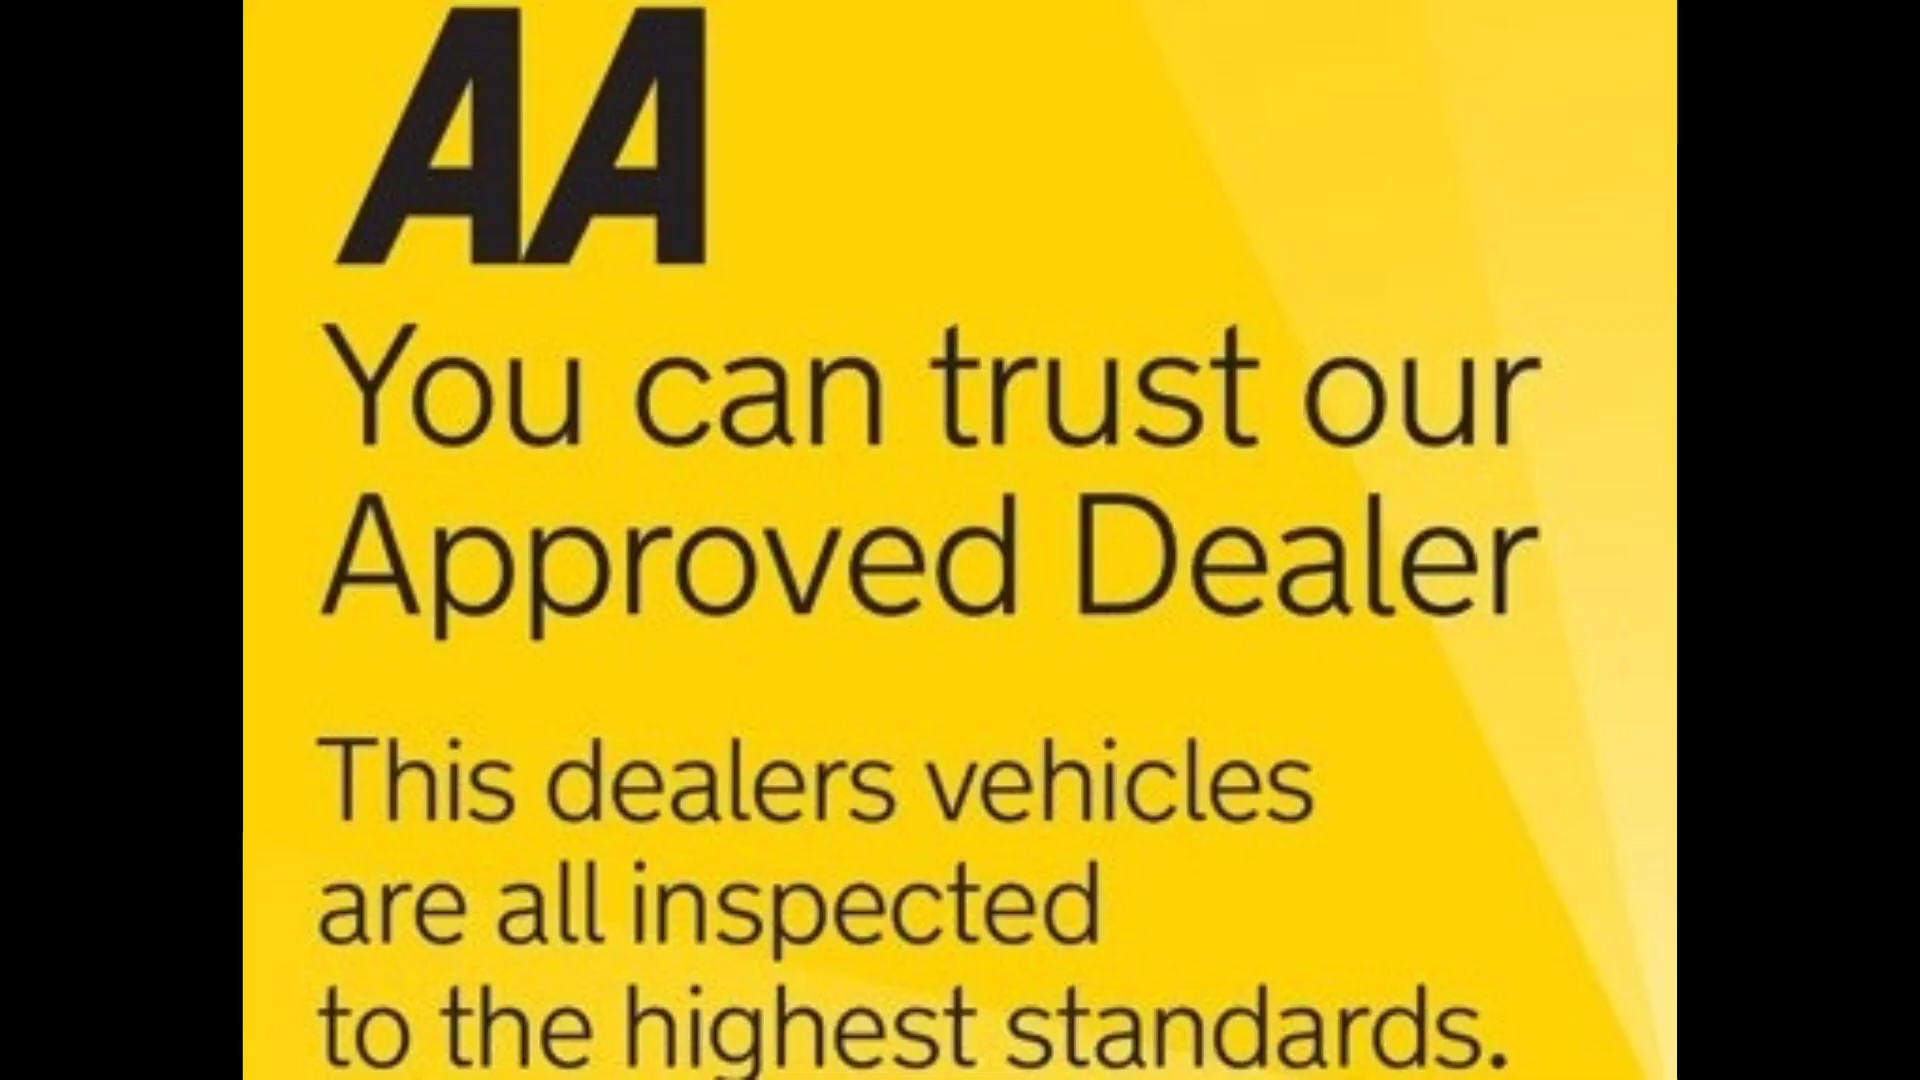 AA
You can trust our
Approved Dealer
This dealers vehicles
are all inspected
to the highest standards.